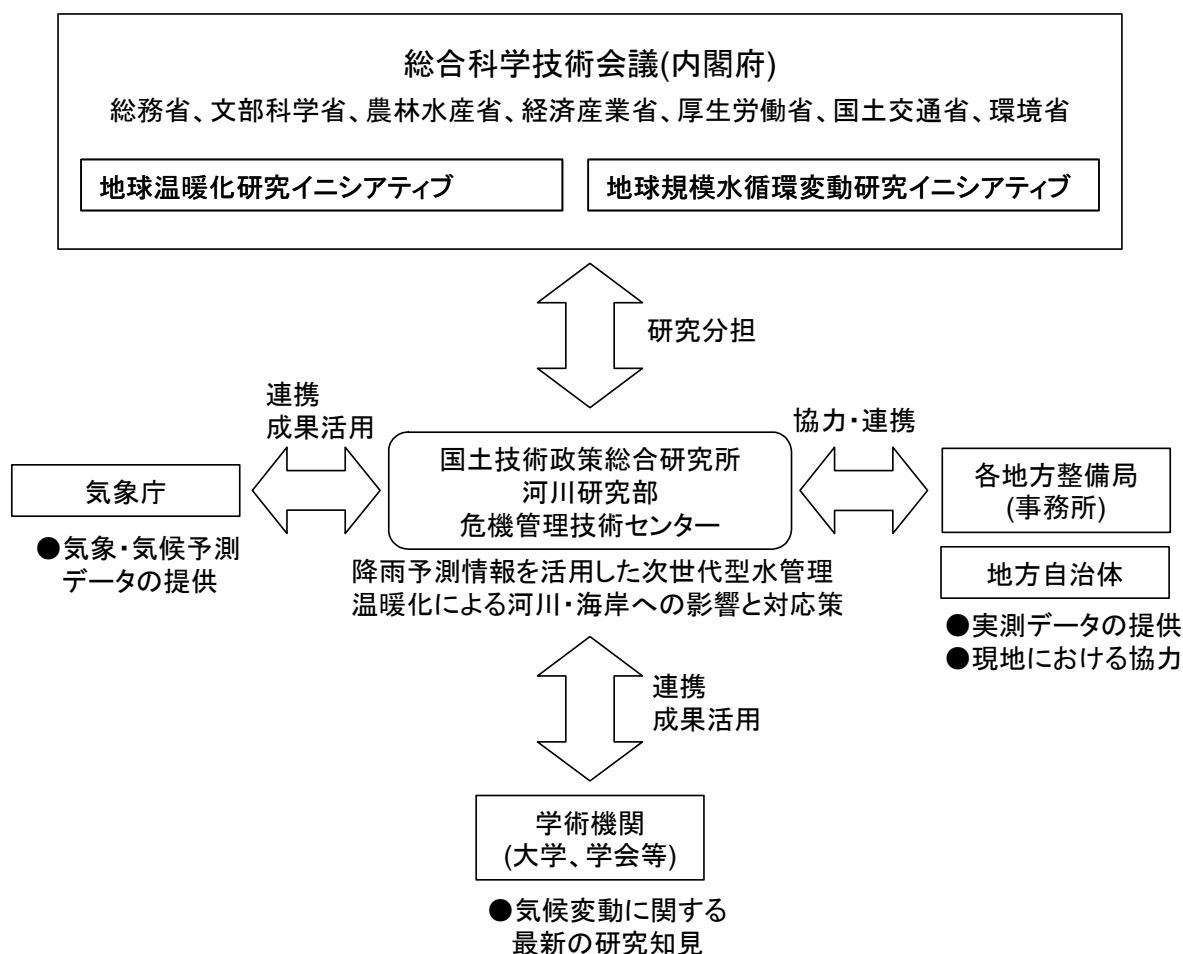 総合科学技術会議(内閣府)
総務省、文部科学省、農林水産省、経済産業省、厚生労働省、国土交通省、環境省
地球温暖化研究イニシアティブ
地球規模水循環変動研究イニシアティブ
研究分担
連携
成果活用
協力・連携
国土技術政策総合研究所
河川研究部
危機管理技術センター
気象庁
●気象・気候予測
データの提供
各地方整備局
(事務所)
地方自治体
●実測データの提供
●現地における協力
降雨予測情報を活用した次世代型水管理
温暖化による河川・海岸への影響と対応策
連携
成果活用
学術機関
(大学、学会等)
●気候変動に関する
最新の研究知見